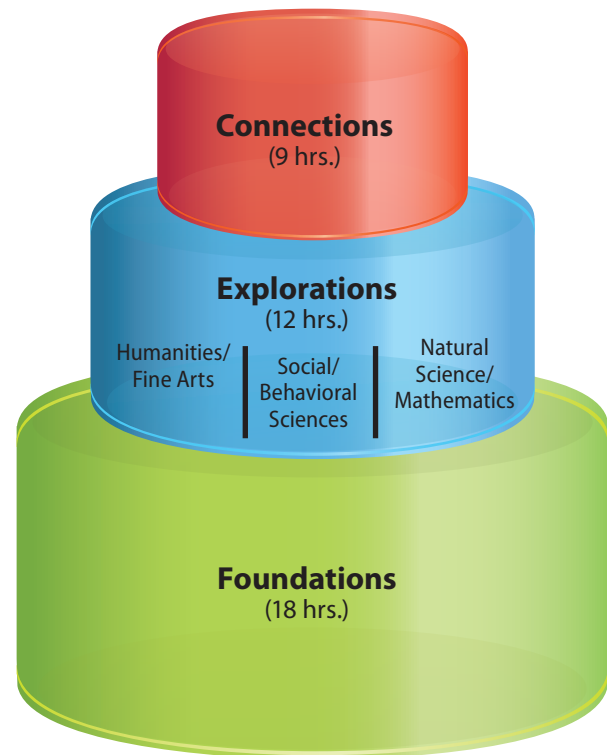 Connections
(9 hrs.)
Explorations
(12 hrs.)
Humanities/
Fine Arts
Social/
Behavioral
Sciences
Natural
Science/
Mathematics
Foundations
(18 hrs.)